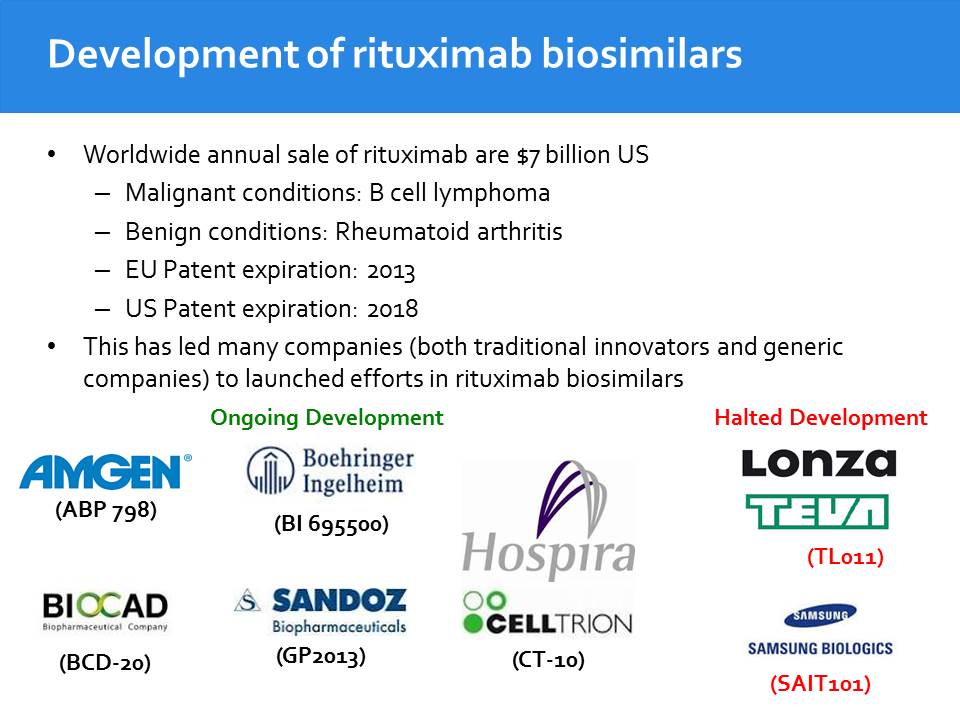 Development of rituximab biosimilars
• Worldwide annual sale of rituximab are $7 billion US
– Malignant conditions: B cell lymphoma
– Benign conditions: Rheumatoid arthritis
– EU Patent expiration: 2013
– US Patent expiration: 2018
• This has led many companies (both traditional innovators and generic
companies) to launched efforts in rituximab biosimilars
Ongoing Development
AMGEN®
(ABP 798)
Boehringer
Ingelheim
(BI 695500)
Hospira
BIOCAD
Biopharmaceutical Company
(BCD-20)
SANDOZ
Biopharmaceuticals
(GP2013)
CELLTRION
(CT-10)
Halted Development
Lonza
TEVA
(TL011)
SAMSUNG
SAMSUNG BIOLOGICS
(SAIT101)